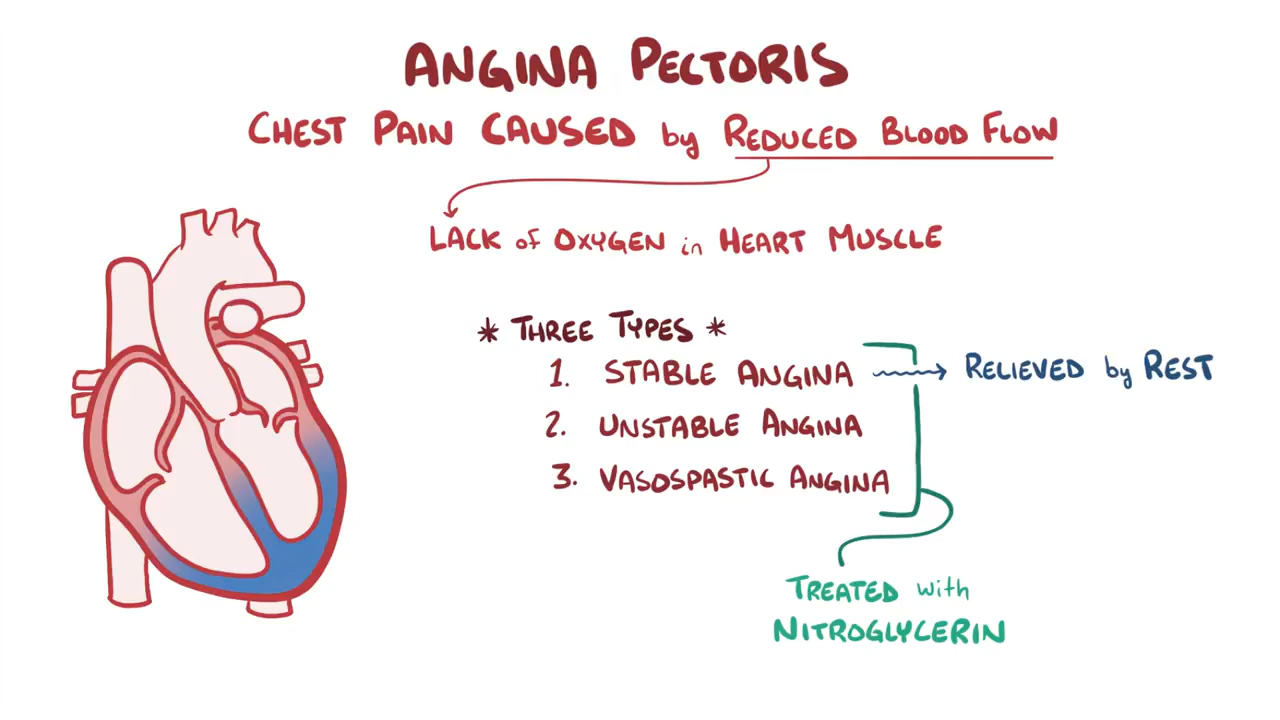 ANGINA PECTORIS
CHEST PAIN CAUSED by REDUCED BLOOD FLOW
LACK of OXYGEN in HEART MUSCLE
* THREE TYPES *
1. STABLE ANGINA
RELIEVED by REST
2. UNSTABLE ANGINA
3. VASOSPASTIC ANGINA
TREATED with
NITROGLYCERIN